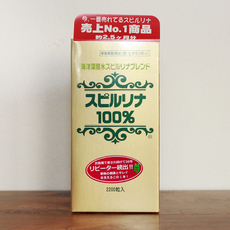 今、一番売れてるスピルリナ
売上No.1商品
約2.5ヶ月分
海洋深層水スピルリナブレンド
スピルリナ
100%
リピーター続出!!
2200粒入